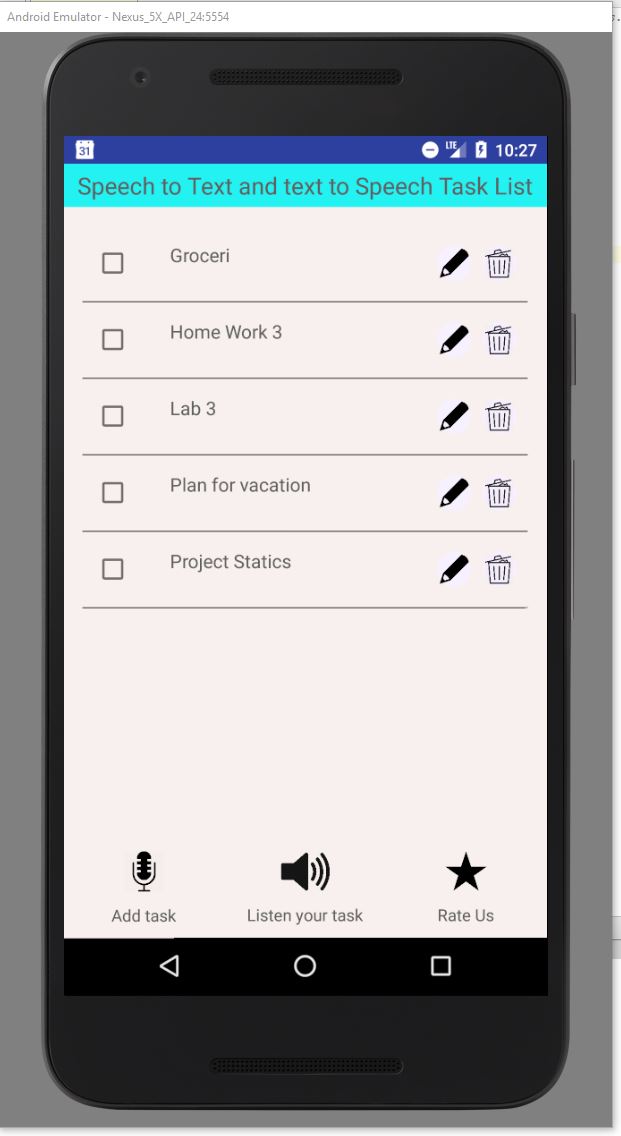 Android Emulator - Nexus_5X_API_24:5554
31
LTE
10:27
Speech to Text and text to Speech Task List
Groceri
Home Work 3
Lab 3
Plan for vacation
Project Statics
Add task
Listen your task
Rate Us